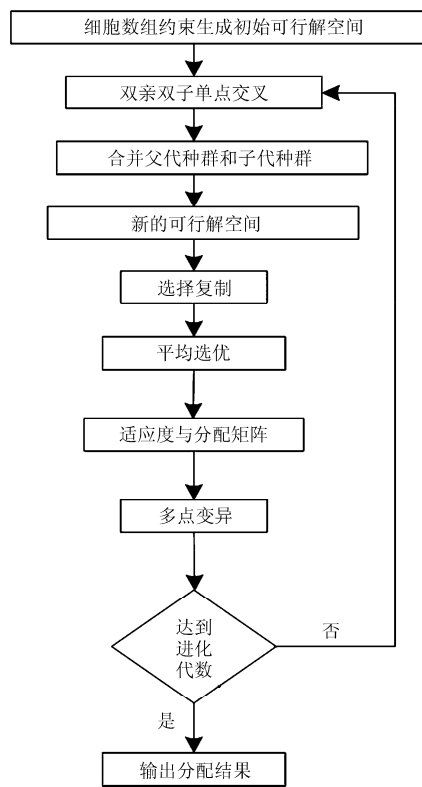 细胞数组约束生成初始可行解空间
双亲双子单点交叉
合并父代种群和子代种群
新的可行解空间
选择复制
平均选优
适应度与分配矩阵
多点变异
达到
进化
代数
否
是
输出分配结果